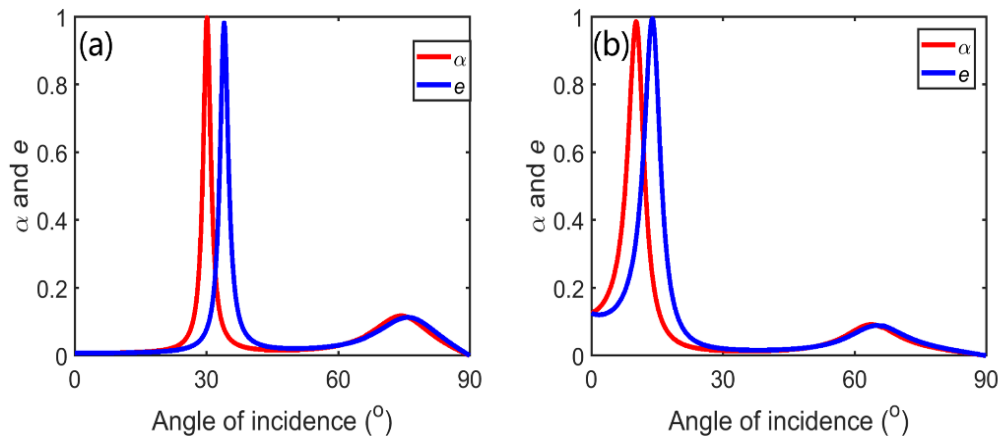 (a)
α
e
1
0.8
0.6
0.4
0.2
0
0
30
60
90
α and e
Angle of incidence (°)
(b)
α
e
1
0.8
0.6
0.4
0.2
0
0
30
60
90
α and e
Angle of incidence (°)